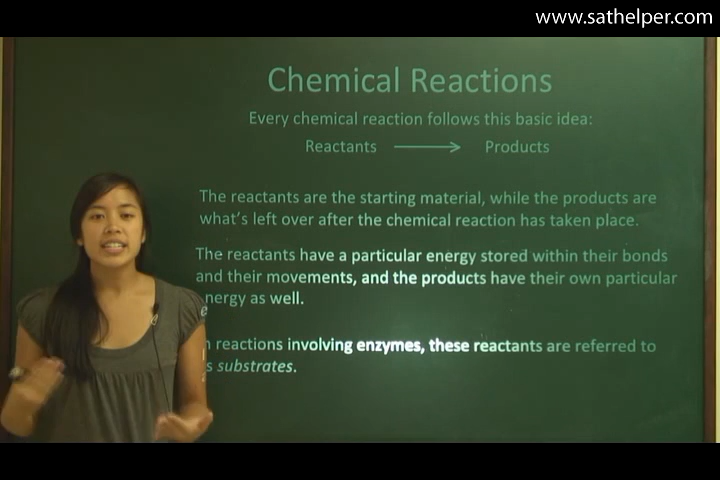 www.sathelper.com
Chemical Reactions
Every chemical reaction follows this basic idea:
Reactants → Products
The reactants are the starting material, while the products are
what's left over after the chemical reaction has taken place.
The reactants have a particular energy stored within their bonds
and their movements, and the products have their own particular
nergy as well.
n reactions involving enzymes, these reactants are referred to
s substrates.